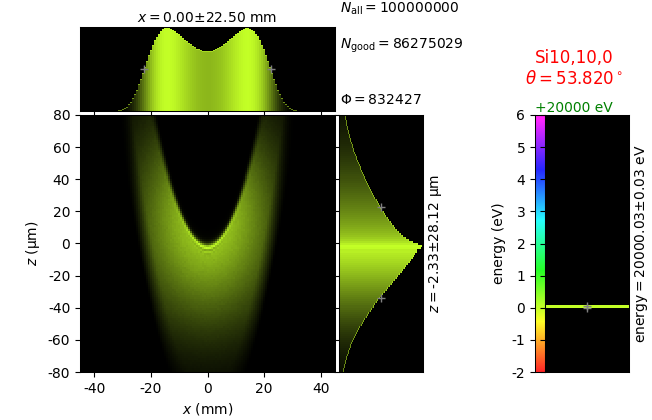 x = 0.00±22.50 mm
N_all = 100000000
N_good = 86275029
Φ = 832427
Si10,10,0
θ = 53.820°
+20000 eV
80
60
40
20
0
-20
-40
-60
-80
z (μm)
-40
-20
0
20
40
x (mm)
z = -2.33±28.12 μm
6
5
4
3
2
1
0
-1
-2
energy (eV)
energy = 20000.03±0.03 eV